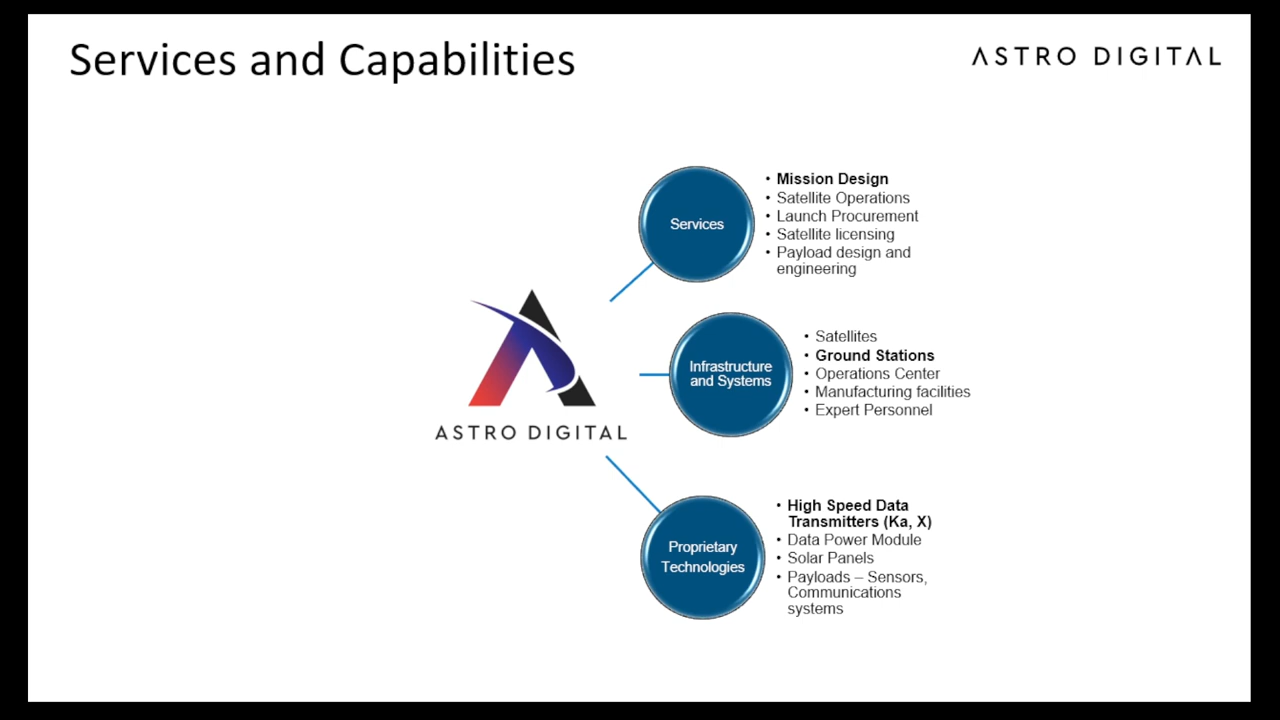 Services and Capabilities
ASTRO DIGITAL
Services
• Mission Design
• Satellite Operations
• Launch Procurement
• Satellite licensing
• Payload design and
engineering
ASTRO DIGITAL
Infrastructure
and Systems
• Satellites
• Ground Stations
• Operations Center
• Manufacturing facilities
• Expert Personnel
Proprietary
Technologies
• High Speed Data
Transmitters (Ka, X)
• Data Power Module
• Solar Panels
• Payloads – Sensors,
Communications
systems